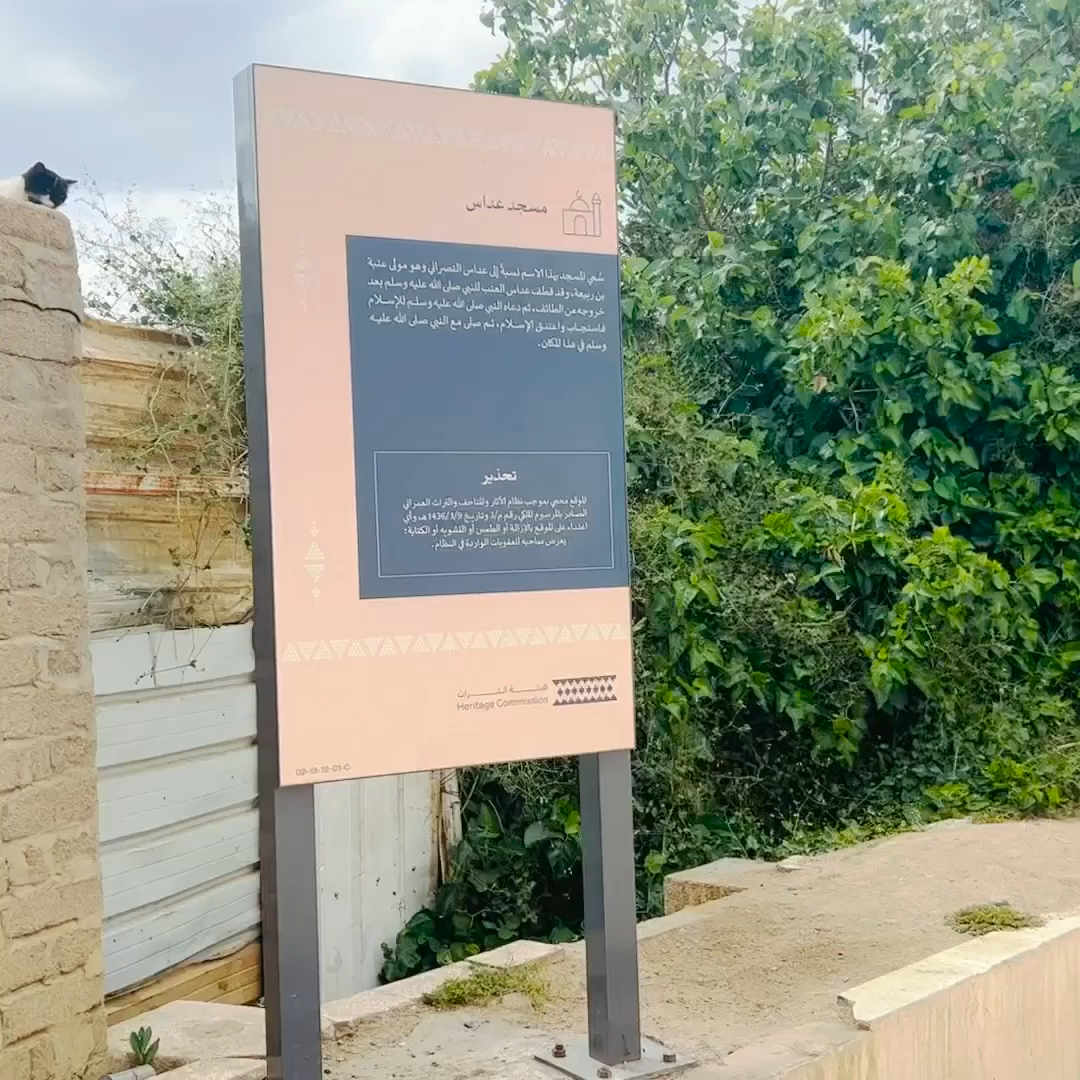 مسجد عداس
سُمي المسجد بهذا الاسم نسبةً إلى عداس النصراني وهو مولى عتبة
بن ربيعة، وقد قطف عداس العنب للنبي صلى الله عليه وسلم بعد
خروجه من الطائف، ثم دعاه النبي صلى الله عليه وسلم للإسلام
فاستجاب واعتنق الإسلام، ثم صلى مع النبي صلى الله عليه
وسلم في هذا المكان.
تحذير
الموقع محمي بموجب نظام الآثار والمتاحف والتراث العمراني
الصادر بالمرسوم الملكي رقم م/3 وتاريخ 1436/1/9هـ، وأي
اعتداء على الموقع بالإزالة أو الطمس أو التشويه أو الكتابة؛
يعرض صاحبه للعقوبات الواردة في النظام.
هيئة التراث
Heritage Commission